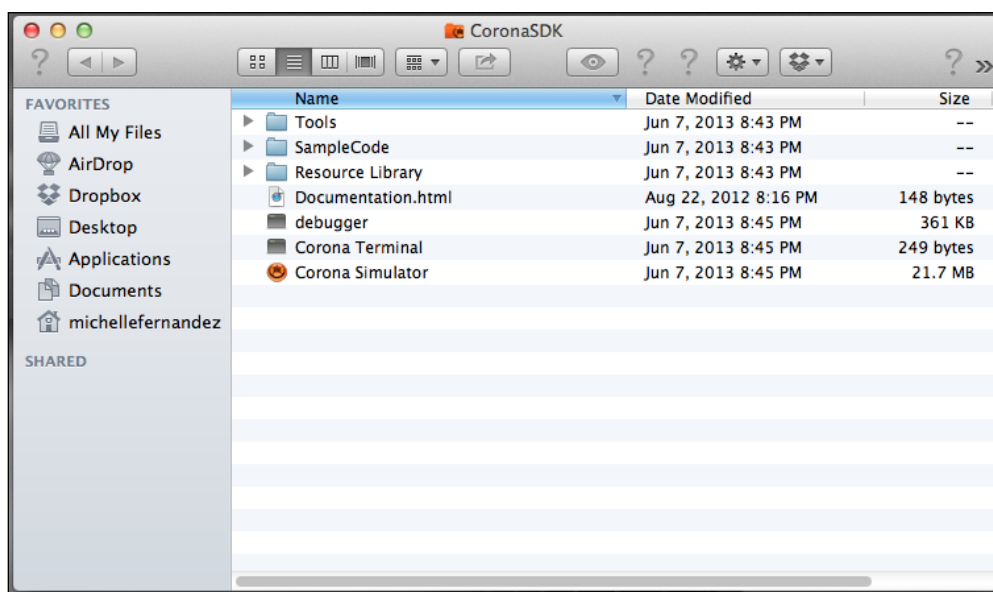 CoronaSDK
FAVORITES
All My Files
AirDrop
Dropbox
Desktop
Applications
Documents
michellefernandez
SHARED
Name Date Modified Size
Tools Jun 7, 2013 8:43 PM --
SampleCode Jun 7, 2013 8:43 PM --
Resource Library Jun 7, 2013 8:43 PM --
Documentation.html Aug 22, 2012 8:16 PM 148 bytes
debugger Jun 7, 2013 8:45 PM 361 KB
Corona Terminal Jun 7, 2013 8:45 PM 249 bytes
Corona Simulator Jun 7, 2013 8:45 PM 21.7 MB